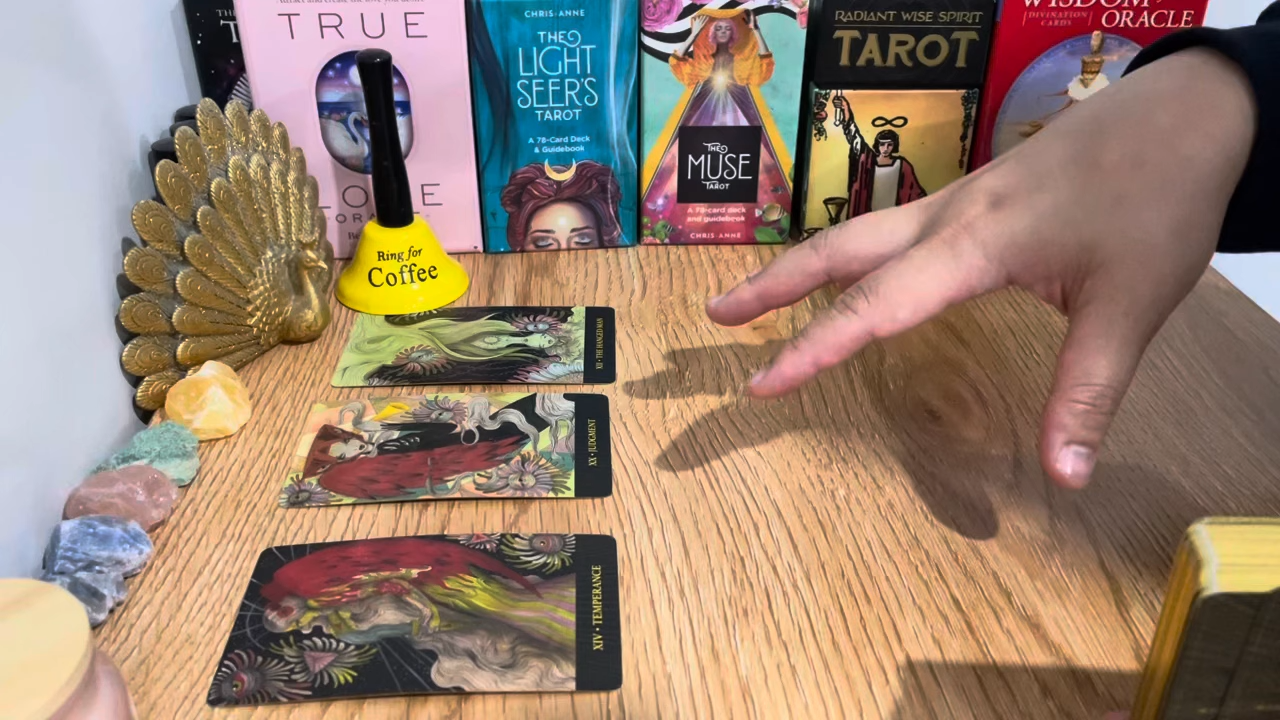 TRUE
LOVE
ORACLE
CHRIS-ANNE
THE
LIGHT
SEER'S
TAROT
A 78-Card Deck
& Guidebook
THE
MUSE
TAROT
A 78-card deck
and guidebook
CHRIS-ANNE
RADIANT WISE SPIRIT
TAROT
WISDOM
DIVINATION
CARDS
ORACLE
Ring for
Coffee
XII • THE HANGED MAN
XX • JUDGMENT
XIV • TEMPERANCE